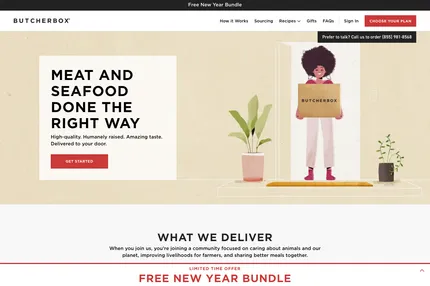 Free New Year Bundle
BUTCHERBOX
How it Works Sourcing Recipes Gifts FAQs Sign In CHOOSE YOUR PLAN
Prefer to talk? Call us to order (855) 981-8568
MEAT AND
SEAFOOD
DONE THE
RIGHT WAY
High-quality. Humanely raised. Amazing taste.
Delivered to your door.
GET STARTED
BUTCHERBOX
WHAT WE DELIVER
When you join us, you're joining a community focused on caring about animals and our
planet, improving livelihoods for farmers, and sharing better meals together.
LIMITED TIME OFFER
FREE NEW YEAR BUNDLE